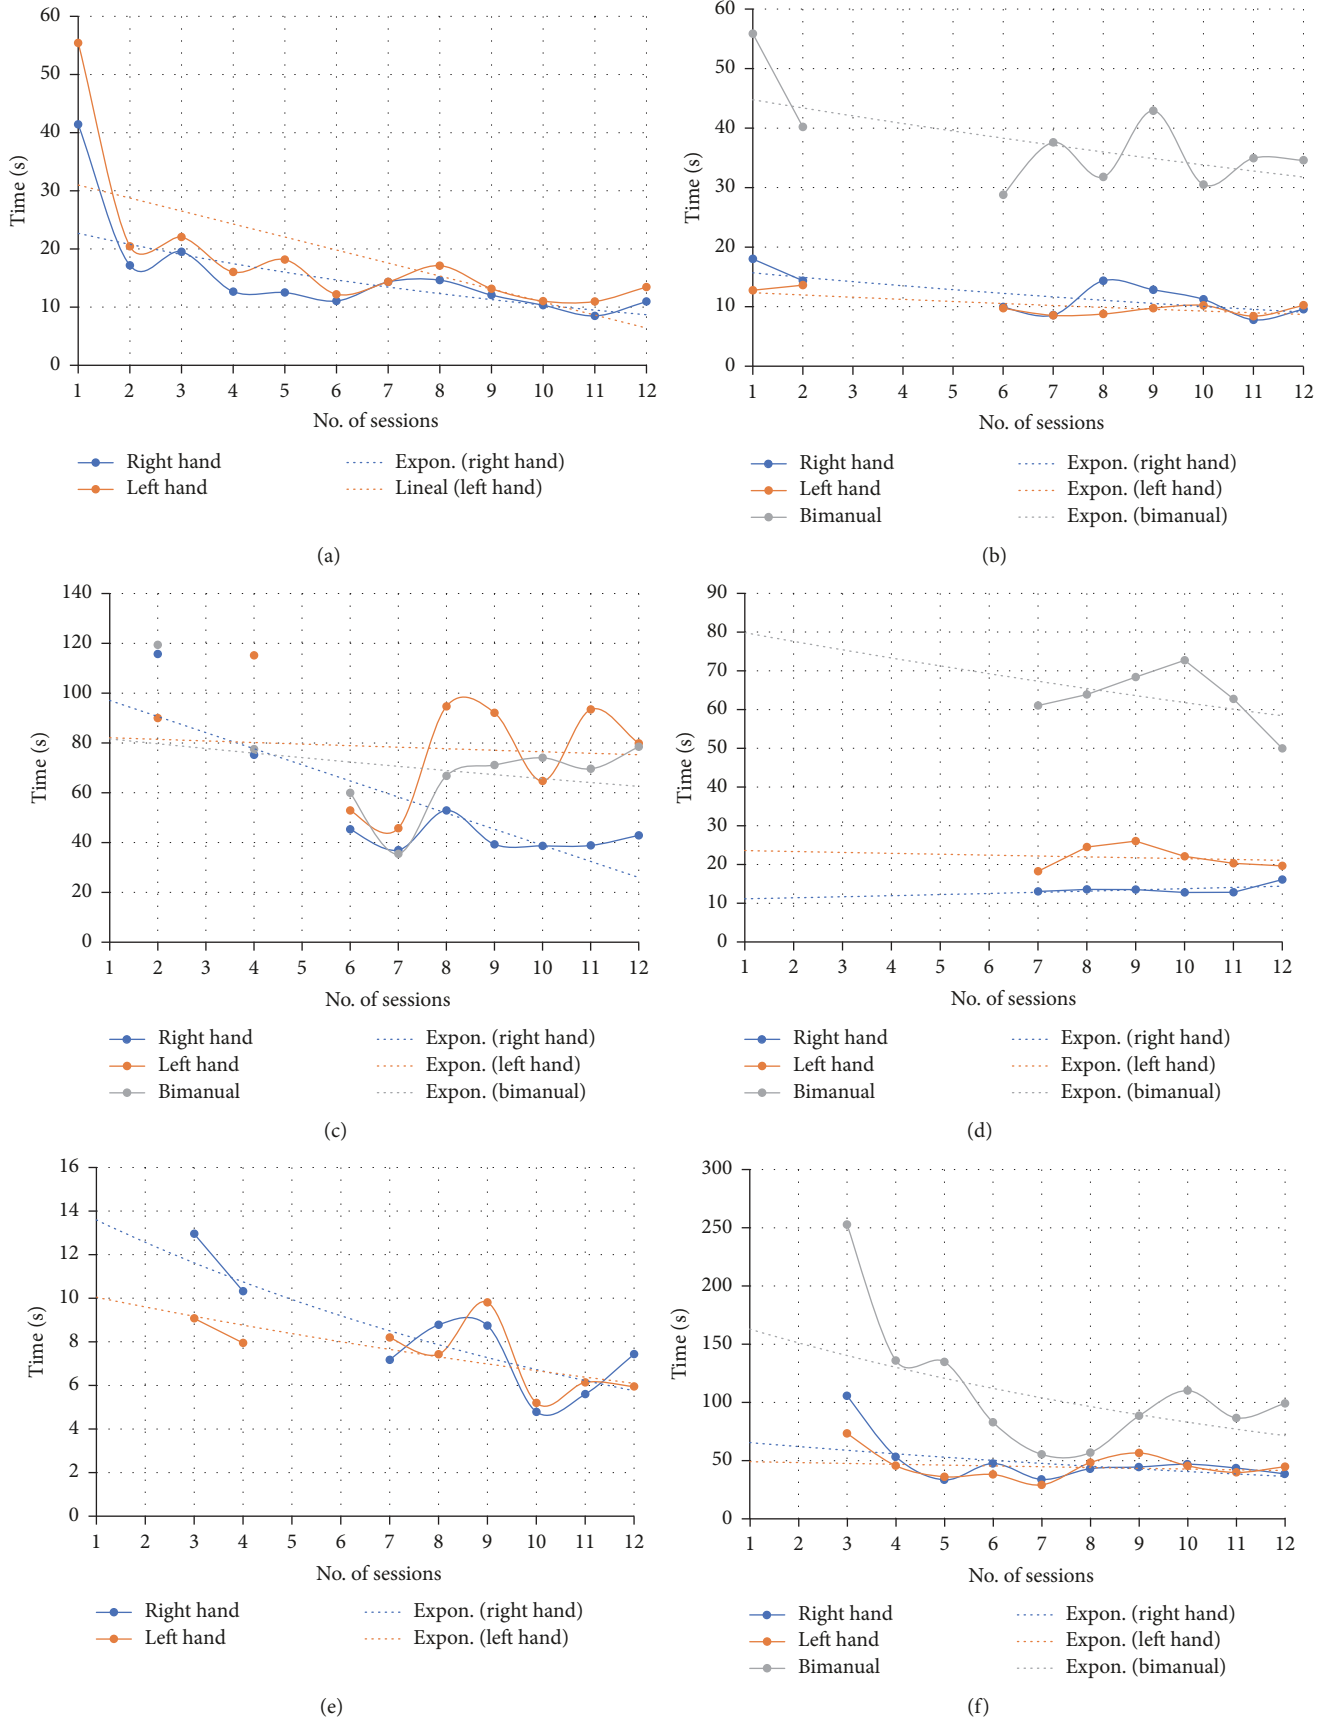 60
50
40
30
20
10
0
Time (s)
1 2 3 4 5 6 7 8 9 10 11 12
No. of sessions
Right hand Expon. (right hand)
Left hand Lineal (left hand)
(a)
60
50
40
30
20
10
0
Time (s)
1 2 3 4 5 6 7 8 9 10 11 12
No. of sessions
Right hand Expon. (right hand)
Left hand Expon. (left hand)
Bimanual Expon. (bimanual)
(b)
140
120
100
80
60
40
20
0
Time (s)
1 2 3 4 5 6 7 8 9 10 11 12
No. of sessions
Right hand Expon. (right hand)
Left hand Expon. (left hand)
Bimanual Expon. (bimanual)
(c)
90
80
70
60
50
40
30
20
10
0
Time (s)
1 2 3 4 5 6 7 8 9 10 11 12
No. of sessions
Right hand Expon. (right hand)
Left hand Expon. (left hand)
Bimanual Expon. (bimanual)
(d)
16
14
12
10
8
6
4
2
0
Time (s)
1 2 3 4 5 6 7 8 9 10 11 12
No. of sessions
Right hand Expon. (right hand)
Left hand Expon. (left hand)
(e)
300
250
200
150
100
50
0
Time (s)
1 2 3 4 5 6 7 8 9 10 11 12
No. of sessions
Right hand Expon. (right hand)
Left hand Expon. (left hand)
Bimanual Expon. (bimanual)
(f)